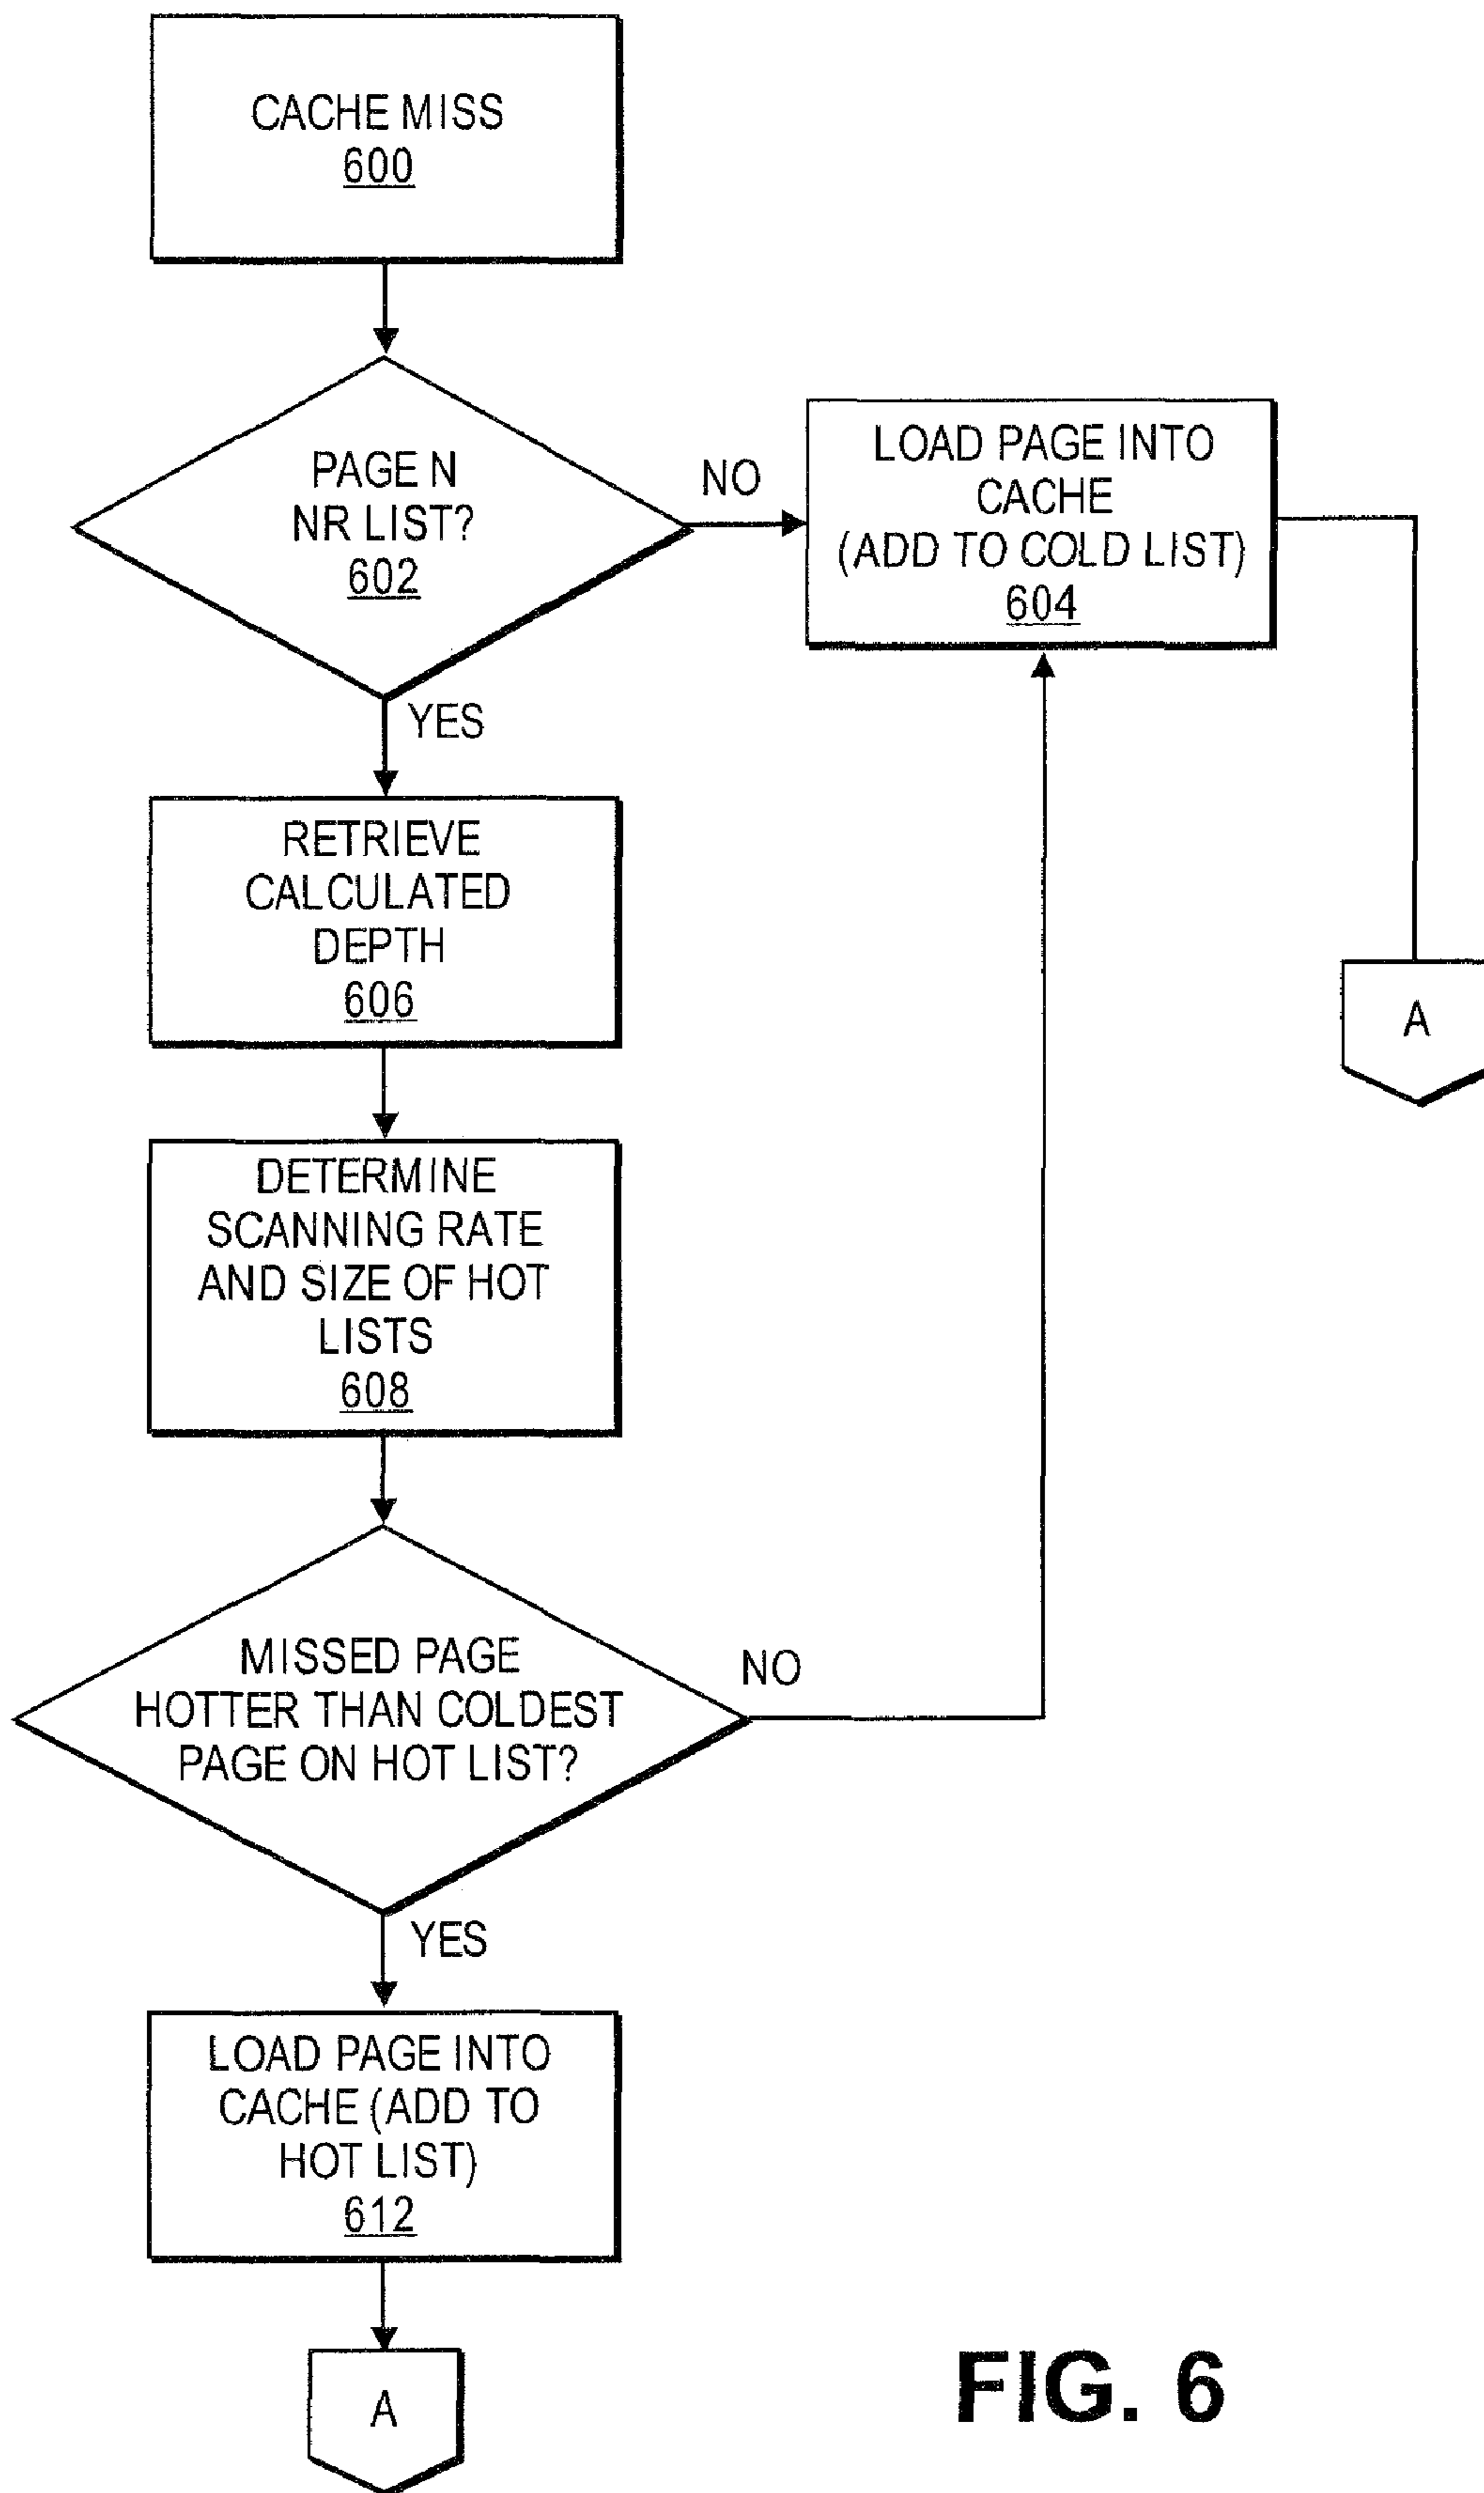 CACHE MISS
600
PAGE N
NR LIST?
602
NO
LOAD PAGE INTO
CACHE
(ADD TO COLD LIST)
604
YES
RETRIEVE
CALCULATED
DEPTH
606
A
DETERMINE
SCANNING RATE
AND SIZE OF HOT
LISTS
608
MISSED PAGE
HOTTER THAN COLDEST
PAGE ON HOT LIST?
NO
YES
LOAD PAGE INTO
CACHE (ADD TO
HOT LIST)
612
A
FIG. 6